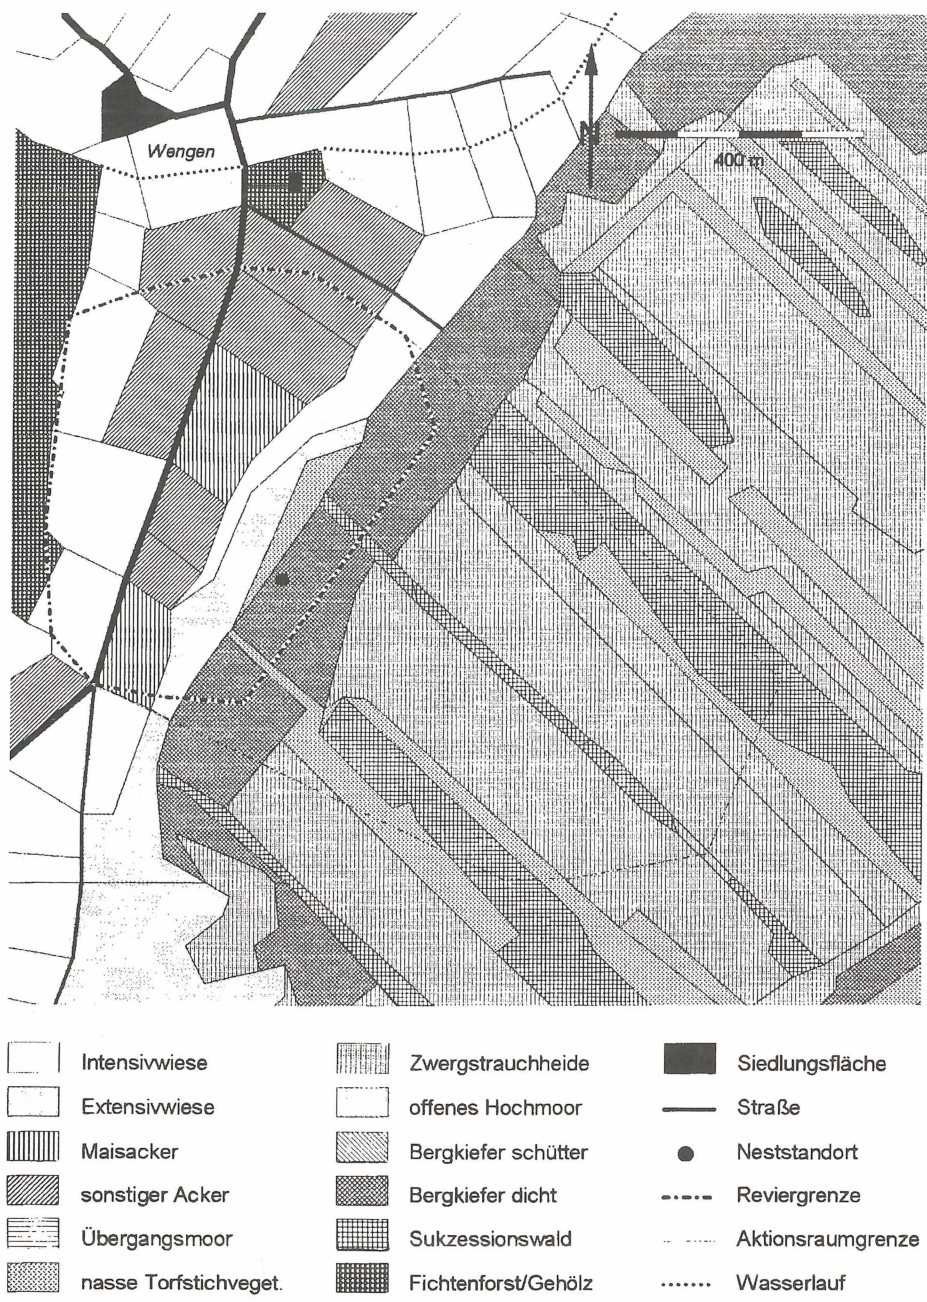 Wengen
N
400 m
Intensivwiese
Extensivwiese
Maisacker
sonstiger Acker
Übergangsmoor
nasse Torfstichveget.
Zwergstrauchheide
offenes Hochmoor
Bergkiefer schütter
Bergkiefer dicht
Sukzessionswald
Fichtenforst/Gehölz
Siedlungsfläche
Straße
Neststandort
Reviergrenze
Aktionsraumgrenze
Wasserlauf